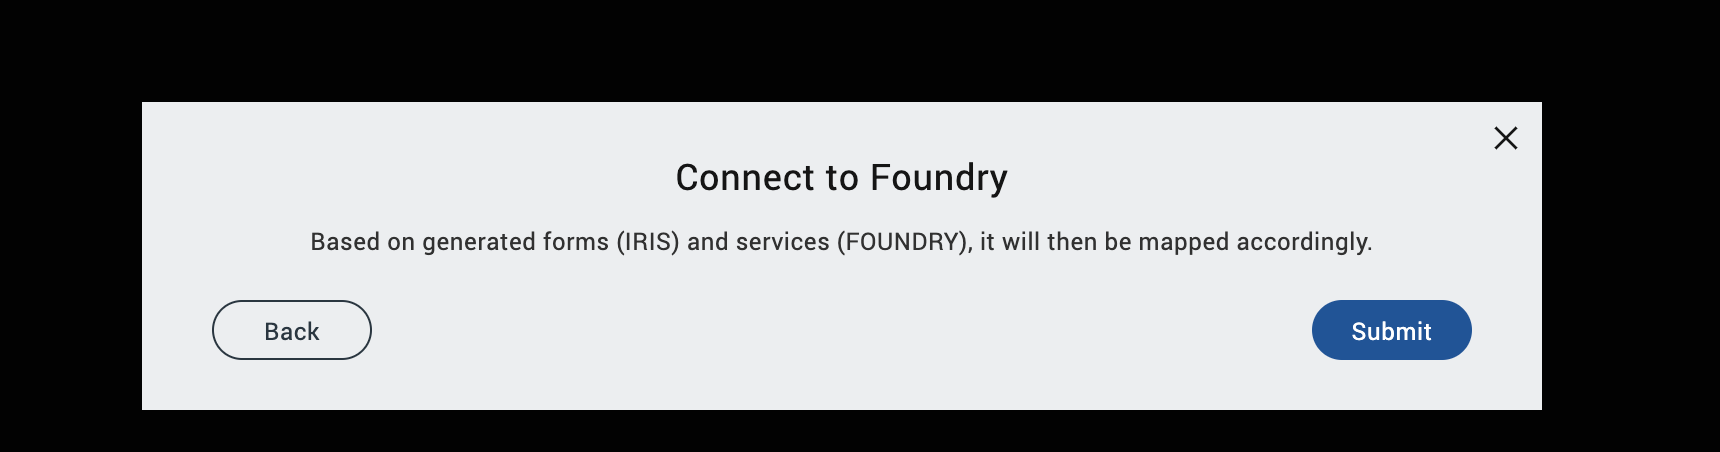 Connect to Foundry
Based on generated forms (IRIS) and services (FOUNDRY), it will then be mapped accordingly.
Back
Submit